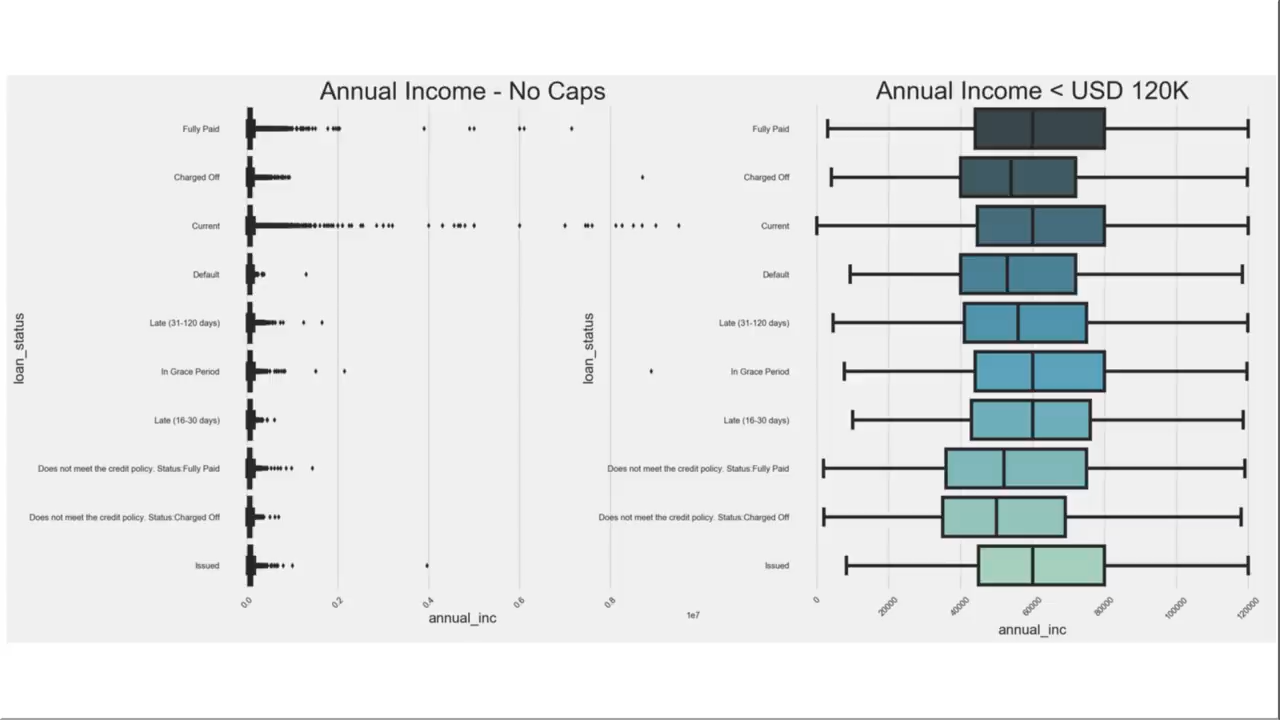 Annual Income - No Caps
Fully Paid
Charged Off
Current
Default
Late (31-120 days)
In Grace Period
Late (16-30 days)
Does not meet the credit policy. Status:Fully Paid
Does not meet the credit policy. Status:Charged Off
Issued
loan_status
0.0
0.2
0.4
0.6
0.8
1e7
annual_inc
Annual Income < USD 120K
Fully Paid
Charged Off
Current
Default
Late (31-120 days)
In Grace Period
Late (16-30 days)
Does not meet the credit policy. Status:Fully Paid
Does not meet the credit policy. Status:Charged Off
Issued
loan_status
0
20000
40000
60000
80000
100000
120000
annual_inc